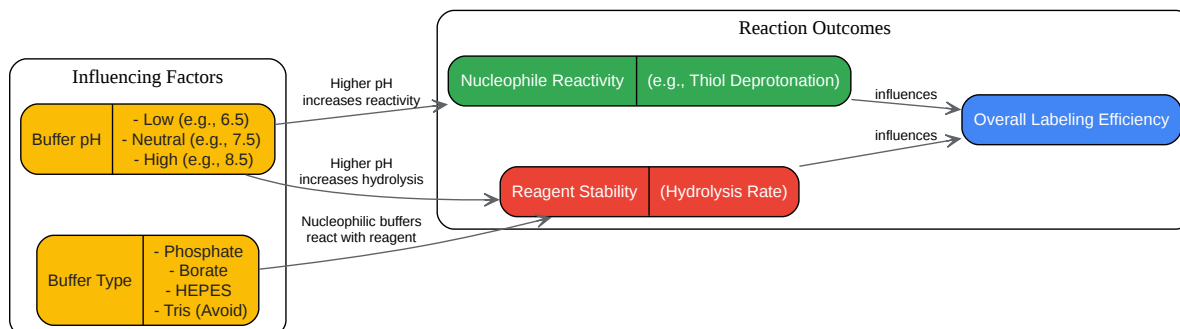 Influencing Factors
Buffer pH
- Low (e.g., 6.5)
- Neutral (e.g., 7.5)
- High (e.g., 8.5)
Buffer Type
- Phosphate
- Borate
- HEPES
- Tris (Avoid)
Higher pH
increases reactivity
Higher pH
increases hydrolysis
Nucleophilic buffers
react with reagent
Reaction Outcomes
Nucleophile Reactivity
(e.g., Thiol Deprotonation)
Reagent Stability
(Hydrolysis Rate)
influences
influences
Overall Labeling Efficiency